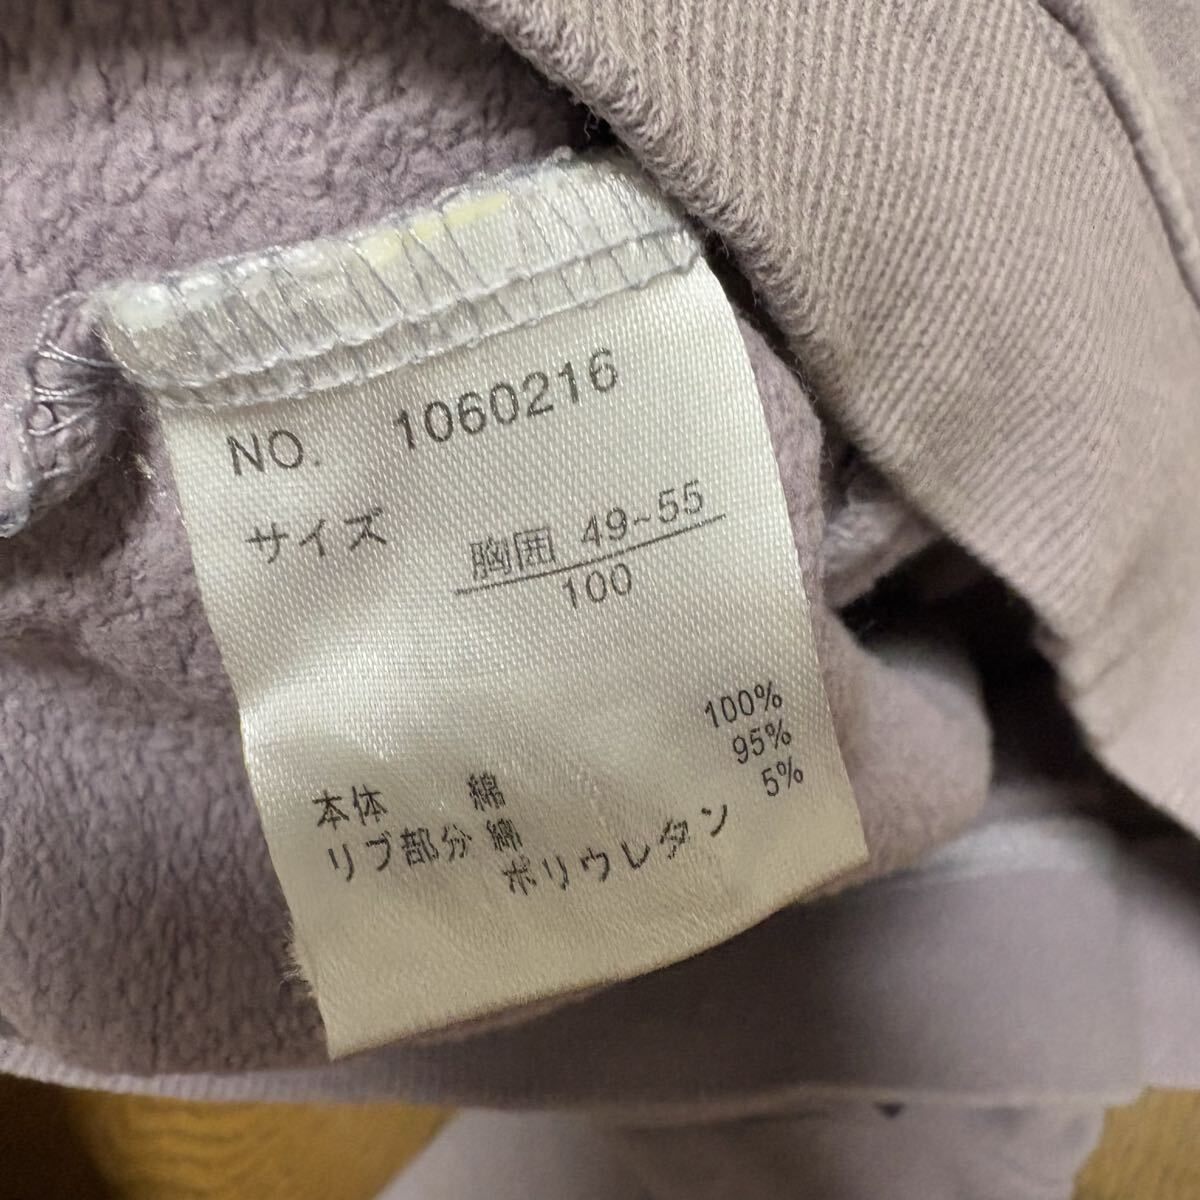 NO. 1060216
サイズ 胸囲 49~55
100
本体 綿 100%
リブ部分 綿 95%
ポリウレタン 5%